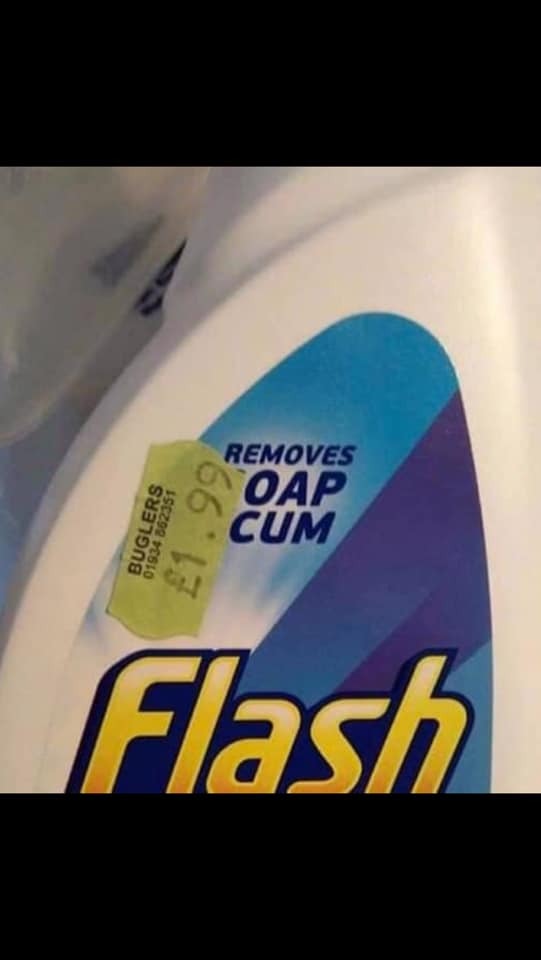 REMOVES
OAP
CUM
BUGLERS
01934 862351
£1.99
Flash